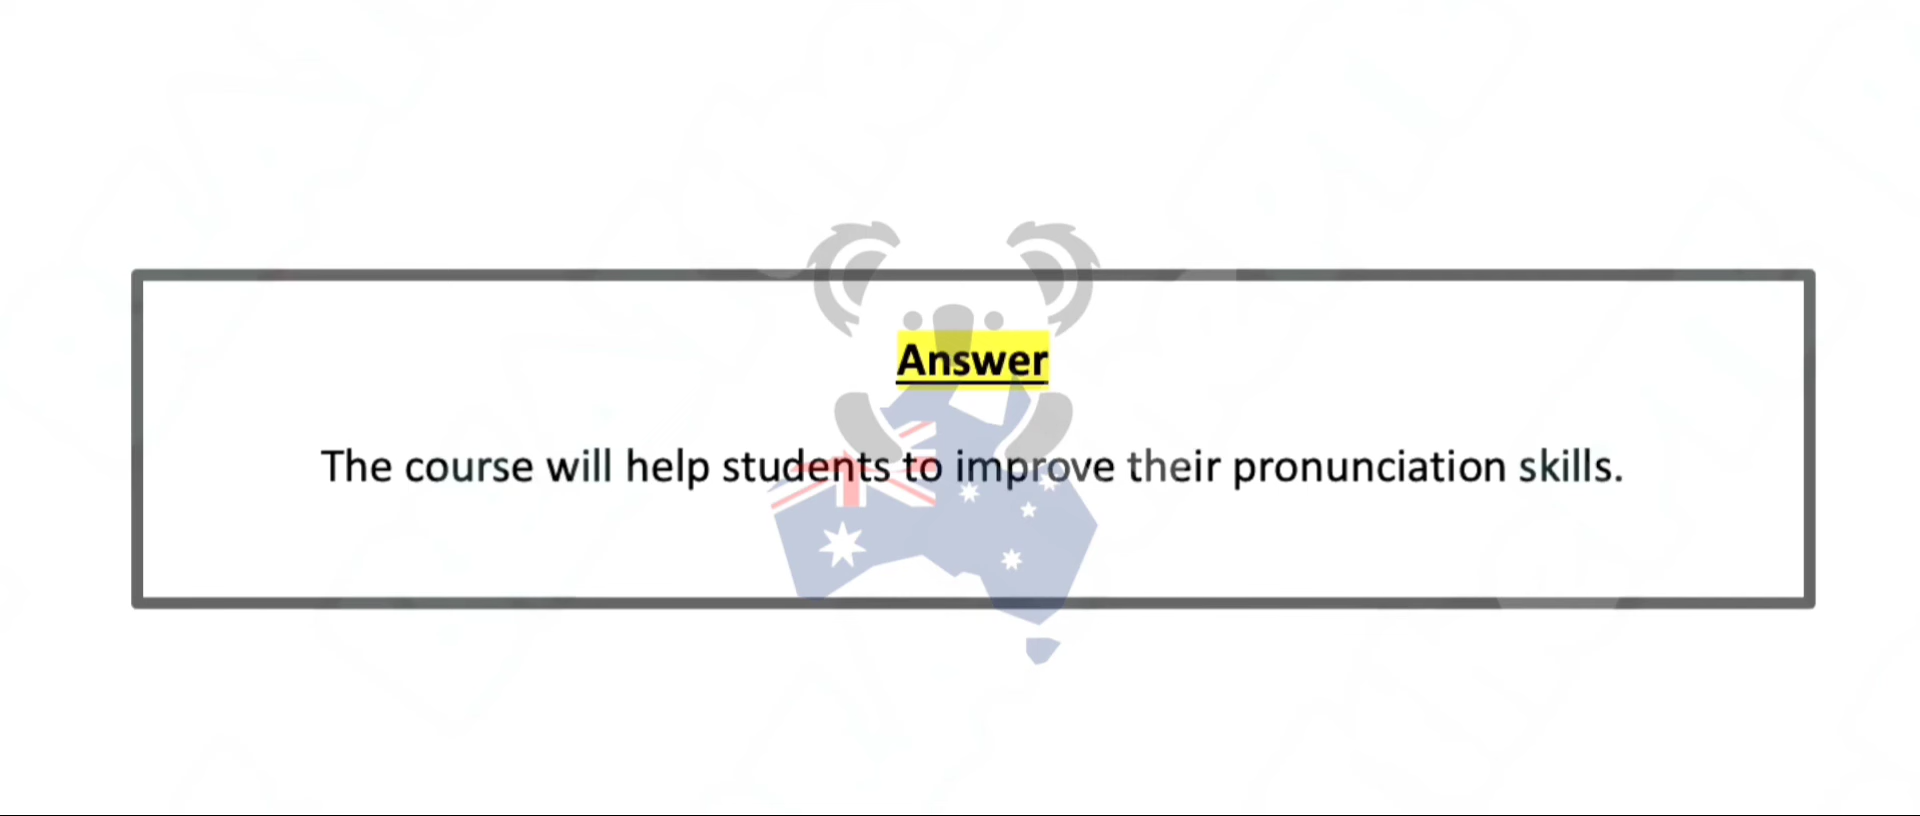 Answer
The course will help students to improve their pronunciation skills.